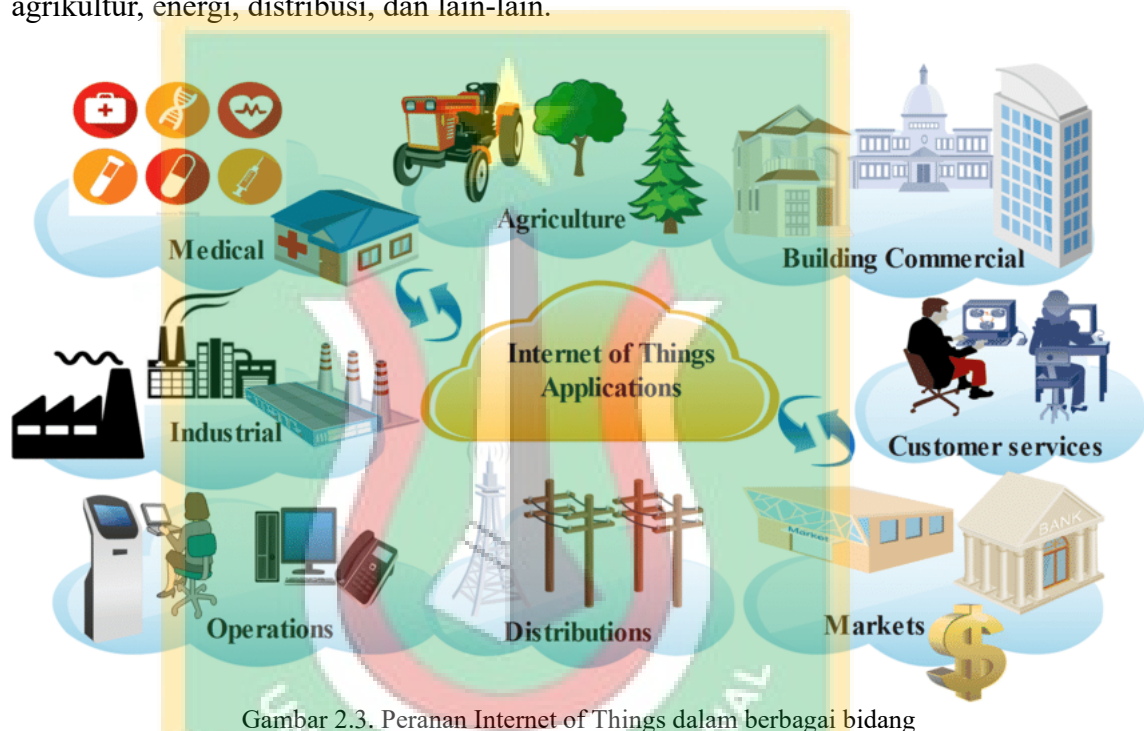 agrikultur, energi, distribusi, dan lain-lain.
Medical
Agriculture
Building Commercial
Internet of Things
Applications
Industrial
Customer services
Market
BANK
Operations
Distributions
Markets
Gambar 2.3. Peranan Internet of Things dalam berbagai bidang